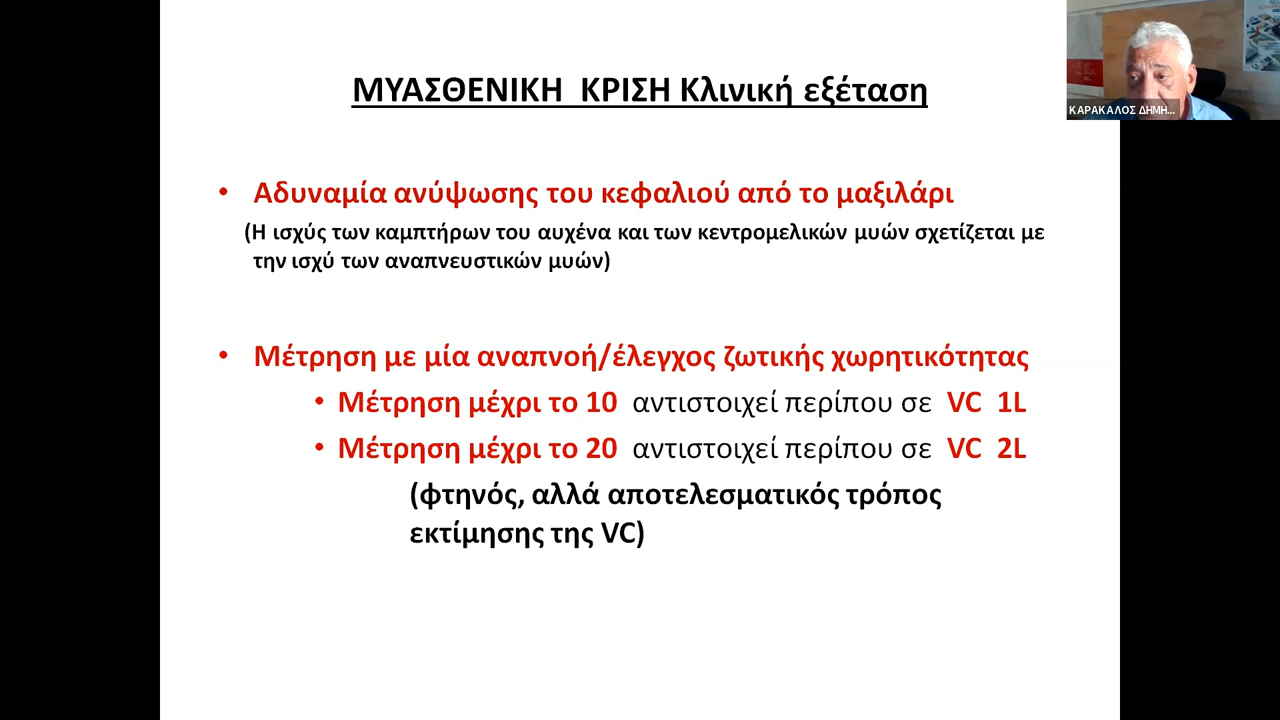 ΜΥΑΣΘΕΝΙΚΗ ΚΡΙΣΗ Κλινική εξέταση
ΚΑΡΑΚΑΛΟΣ ΔΗΜΗ...
• Αδυναμία ανύψωσης του κεφαλιού από το μαξιλάρι
(Η ισχύς των καμπτήρων του αυχένα και των κεντρομελικών μυών σχετίζεται με
την ισχύ των αναπνευστικών μυών)
• Μέτρηση με μία αναπνοή/έλεγχος ζωτικής χωρητικότητας
• Μέτρηση μέχρι το 10 αντιστοιχεί περίπου σε VC 1L
• Μέτρηση μέχρι το 20 αντιστοιχεί περίπου σε VC 2L
(φτηνός, αλλά αποτελεσματικός τρόπος
εκτίμησης της VC)